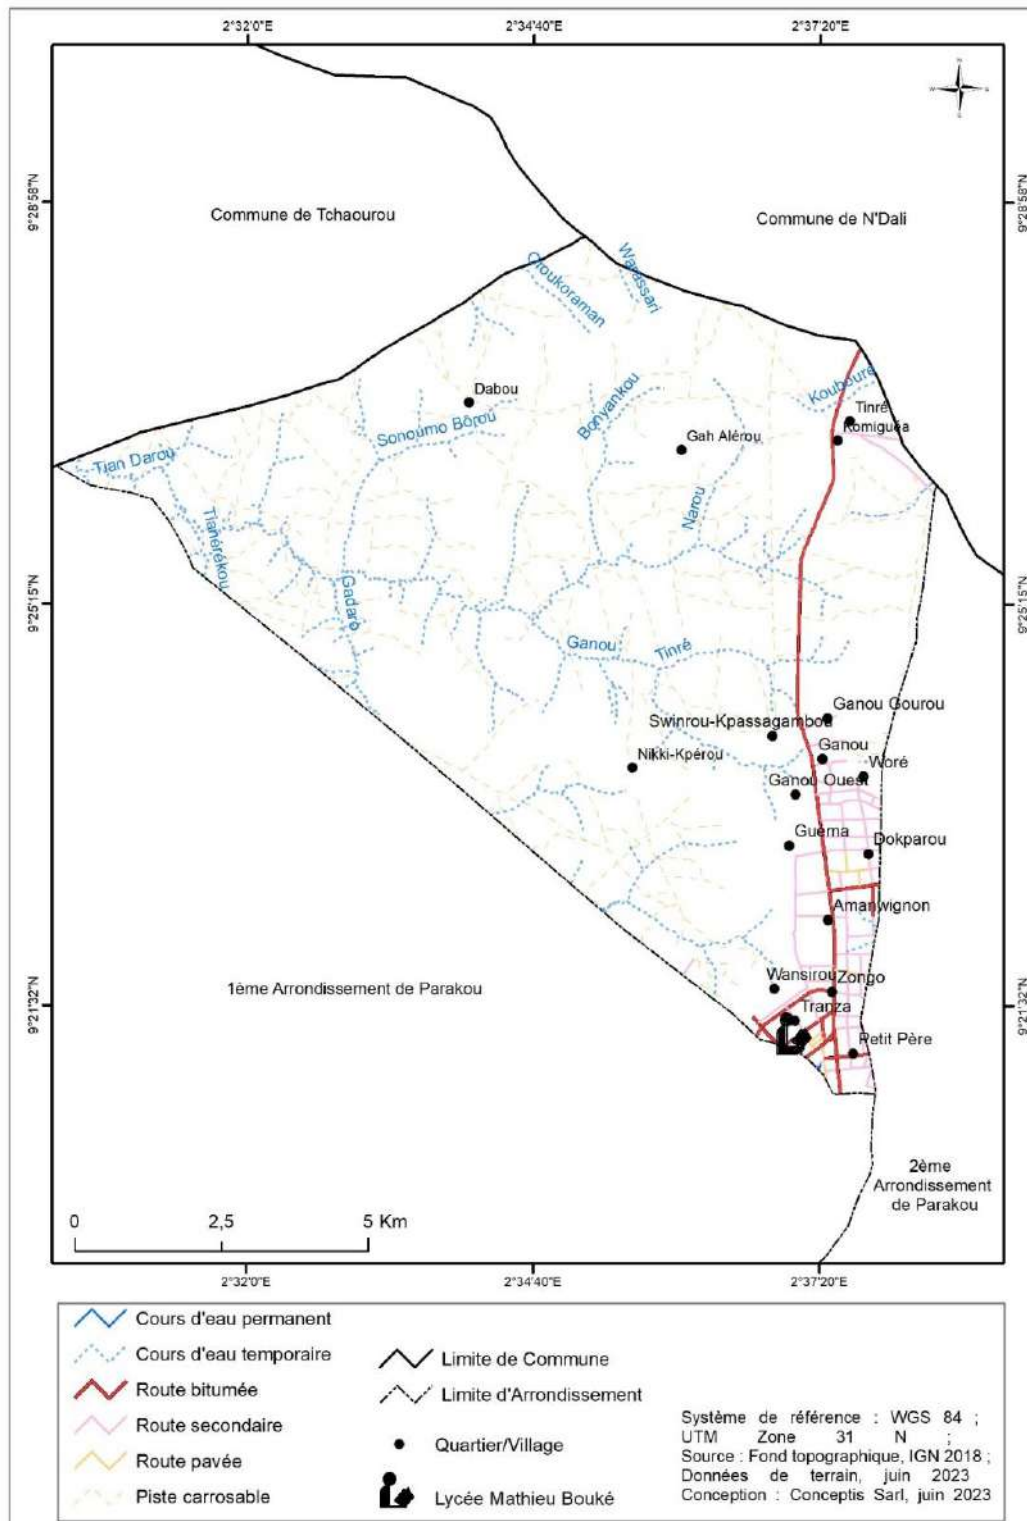 2°32'0"E
2°34'40"E
2°37'20"E
N
W
E
S
9°28'58"N
9°28'58"N
Commune de Tchaourou
Commune de N'Dali
Warassari
Oroukoraman
Koubouré
Dabou
Tinré
Komiguéa
Sonoumo Bôrou
Bonyankou
Gah Alérou
Tian Darou
Narou
Tianérékou
Gadaro
9°25'15"N
9°25'15"N
Ganou
Tinré
Ganou Gourou
Swinrou-Kpassagambou
Nikki-Kpérou
Ganou
Woré
Ganou Ouest
Guéma
Dokparou
Amanwignon
Wansirou
Zongo
1ème Arrondissement de Parakou
9°21'32"N
9°21'32"N
Tranza
Petit Père
2ème
Arrondissement
de Parakou
0
2,5
5 Km
2°32'0"E
2°34'40"E
2°37'20"E
Cours d'eau permanent
Cours d'eau temporaire
Route bitumée
Route secondaire
Route pavée
Piste carrosable
Limite de Commune
Limite d'Arrondissement
Quartier/Village
Lycée Mathieu Bouké
Système de référence : WGS 84 ;
UTM Zone 31 N ;
Source : Fond topographique, IGN 2018 ;
Données de terrain, juin 2023
Conception : Conceptis Sarl, juin 2023